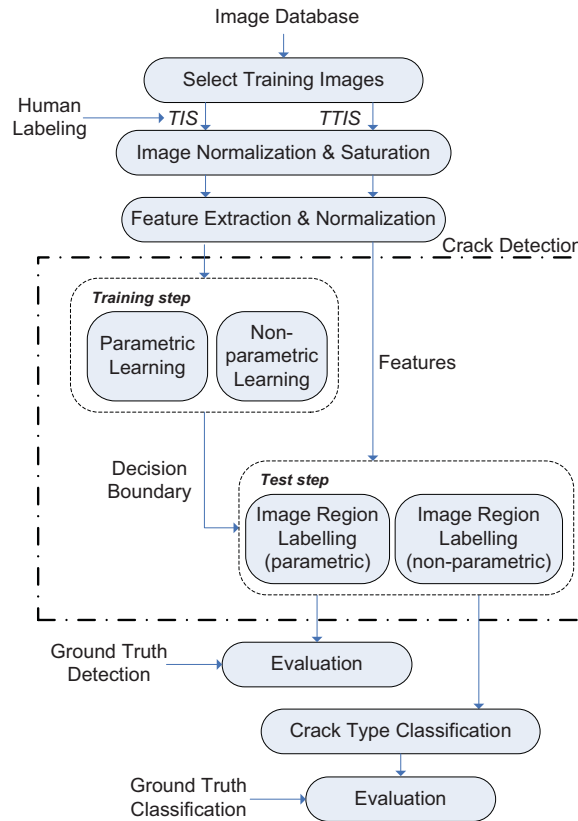 Image Database
Select Training Images
Human
Labeling
TIS
TTIS
Image Normalization & Saturation
Feature Extraction & Normalization
Crack Detection
Training step
Parametric
Learning
Non-
parametric
Learning
Features
Decision
Boundary
Test step
Image Region
Labelling
(parametric)
Image Region
Labelling
(non-parametric)
Ground Truth
Detection
Evaluation
Crack Type Classification
Ground Truth
Classification
Evaluation